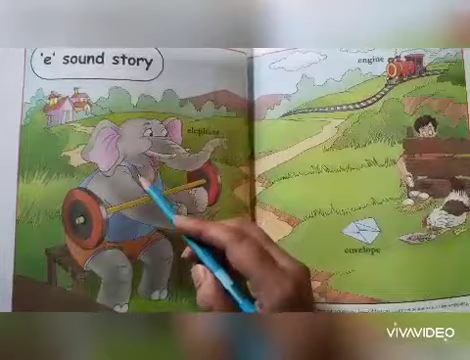 'e' sound story
engine
elephant
envelope
VIVAVIDEO